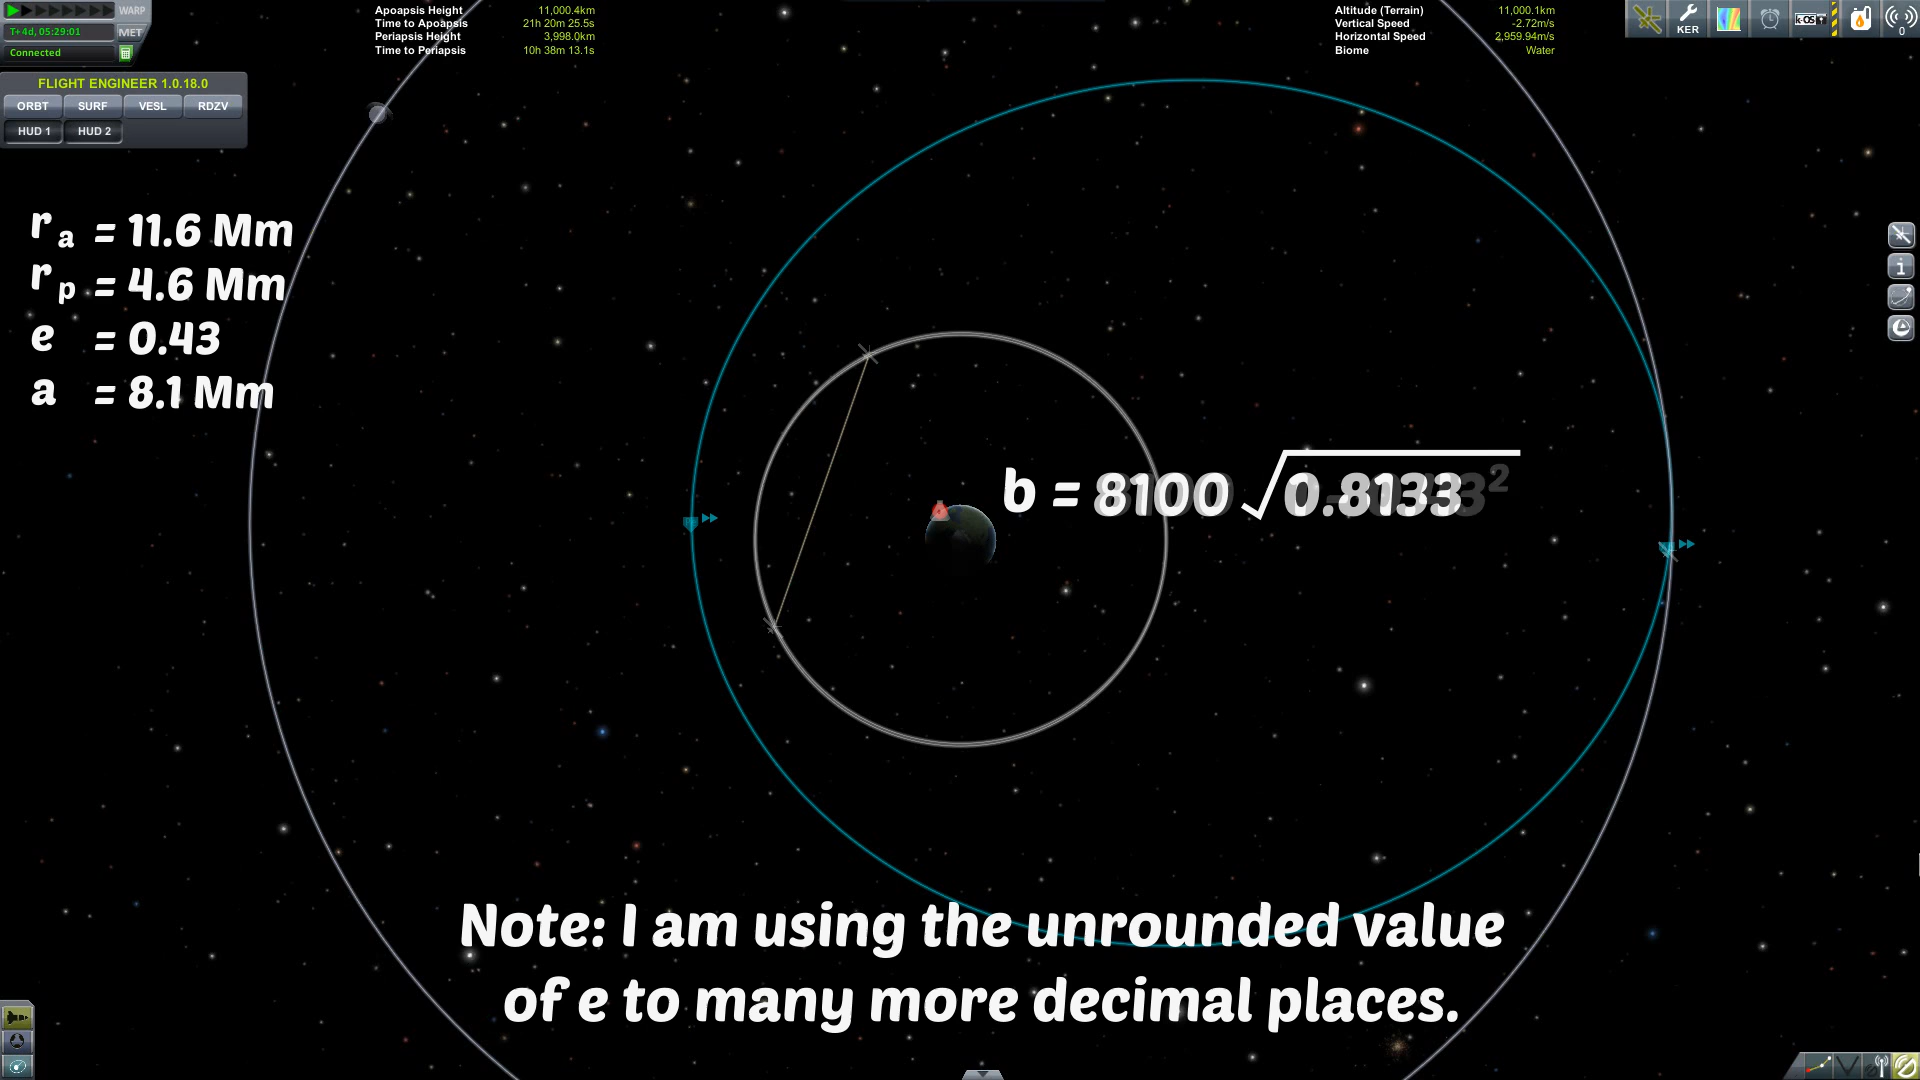 WARP
T+4d, 05:29:01 MET
Connected
Apoapsis Height 11,000.4km
Time to Apoapsis 21h 20m 25.5s
Periapsis Height 3,998.0km
Time to Periapsis 10h 38m 13.1s
Altitude (Terrain) 11,000.1km
Vertical Speed -2.72m/s
Horizontal Speed 2,959.94m/s
Biome Water
KER
kOS
0
FLIGHT ENGINEER 1.0.18.0
ORBT SURF VESL RDZV
HUD 1 HUD 2
rₐ = 11.6 Mm
rₚ = 4.6 Mm
e = 0.43
a = 8.1 Mm
b = 8100 √0.8133
Note: I am using the unrounded value
of e to many more decimal places.